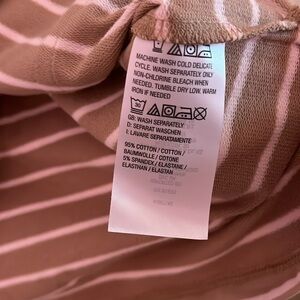 MACHINE WASH COLD DELICATE
CYCLE. WASH SEPARATELY. ONLY
NON-CHLORINE BLEACH WHEN
NEEDED. TUMBLE DRY LOW. WARM
IRON IF NEEDED
GB: WASH SEPARATELY
D: SEPARAT WASCHEN
I: LAVARE SEPARATAMENTE
95% COTTON / COTTON /
BAUMWOLLE / COTONE
5% SPANDEX / ELASTANE /
ELASTHAN / ELASTAN